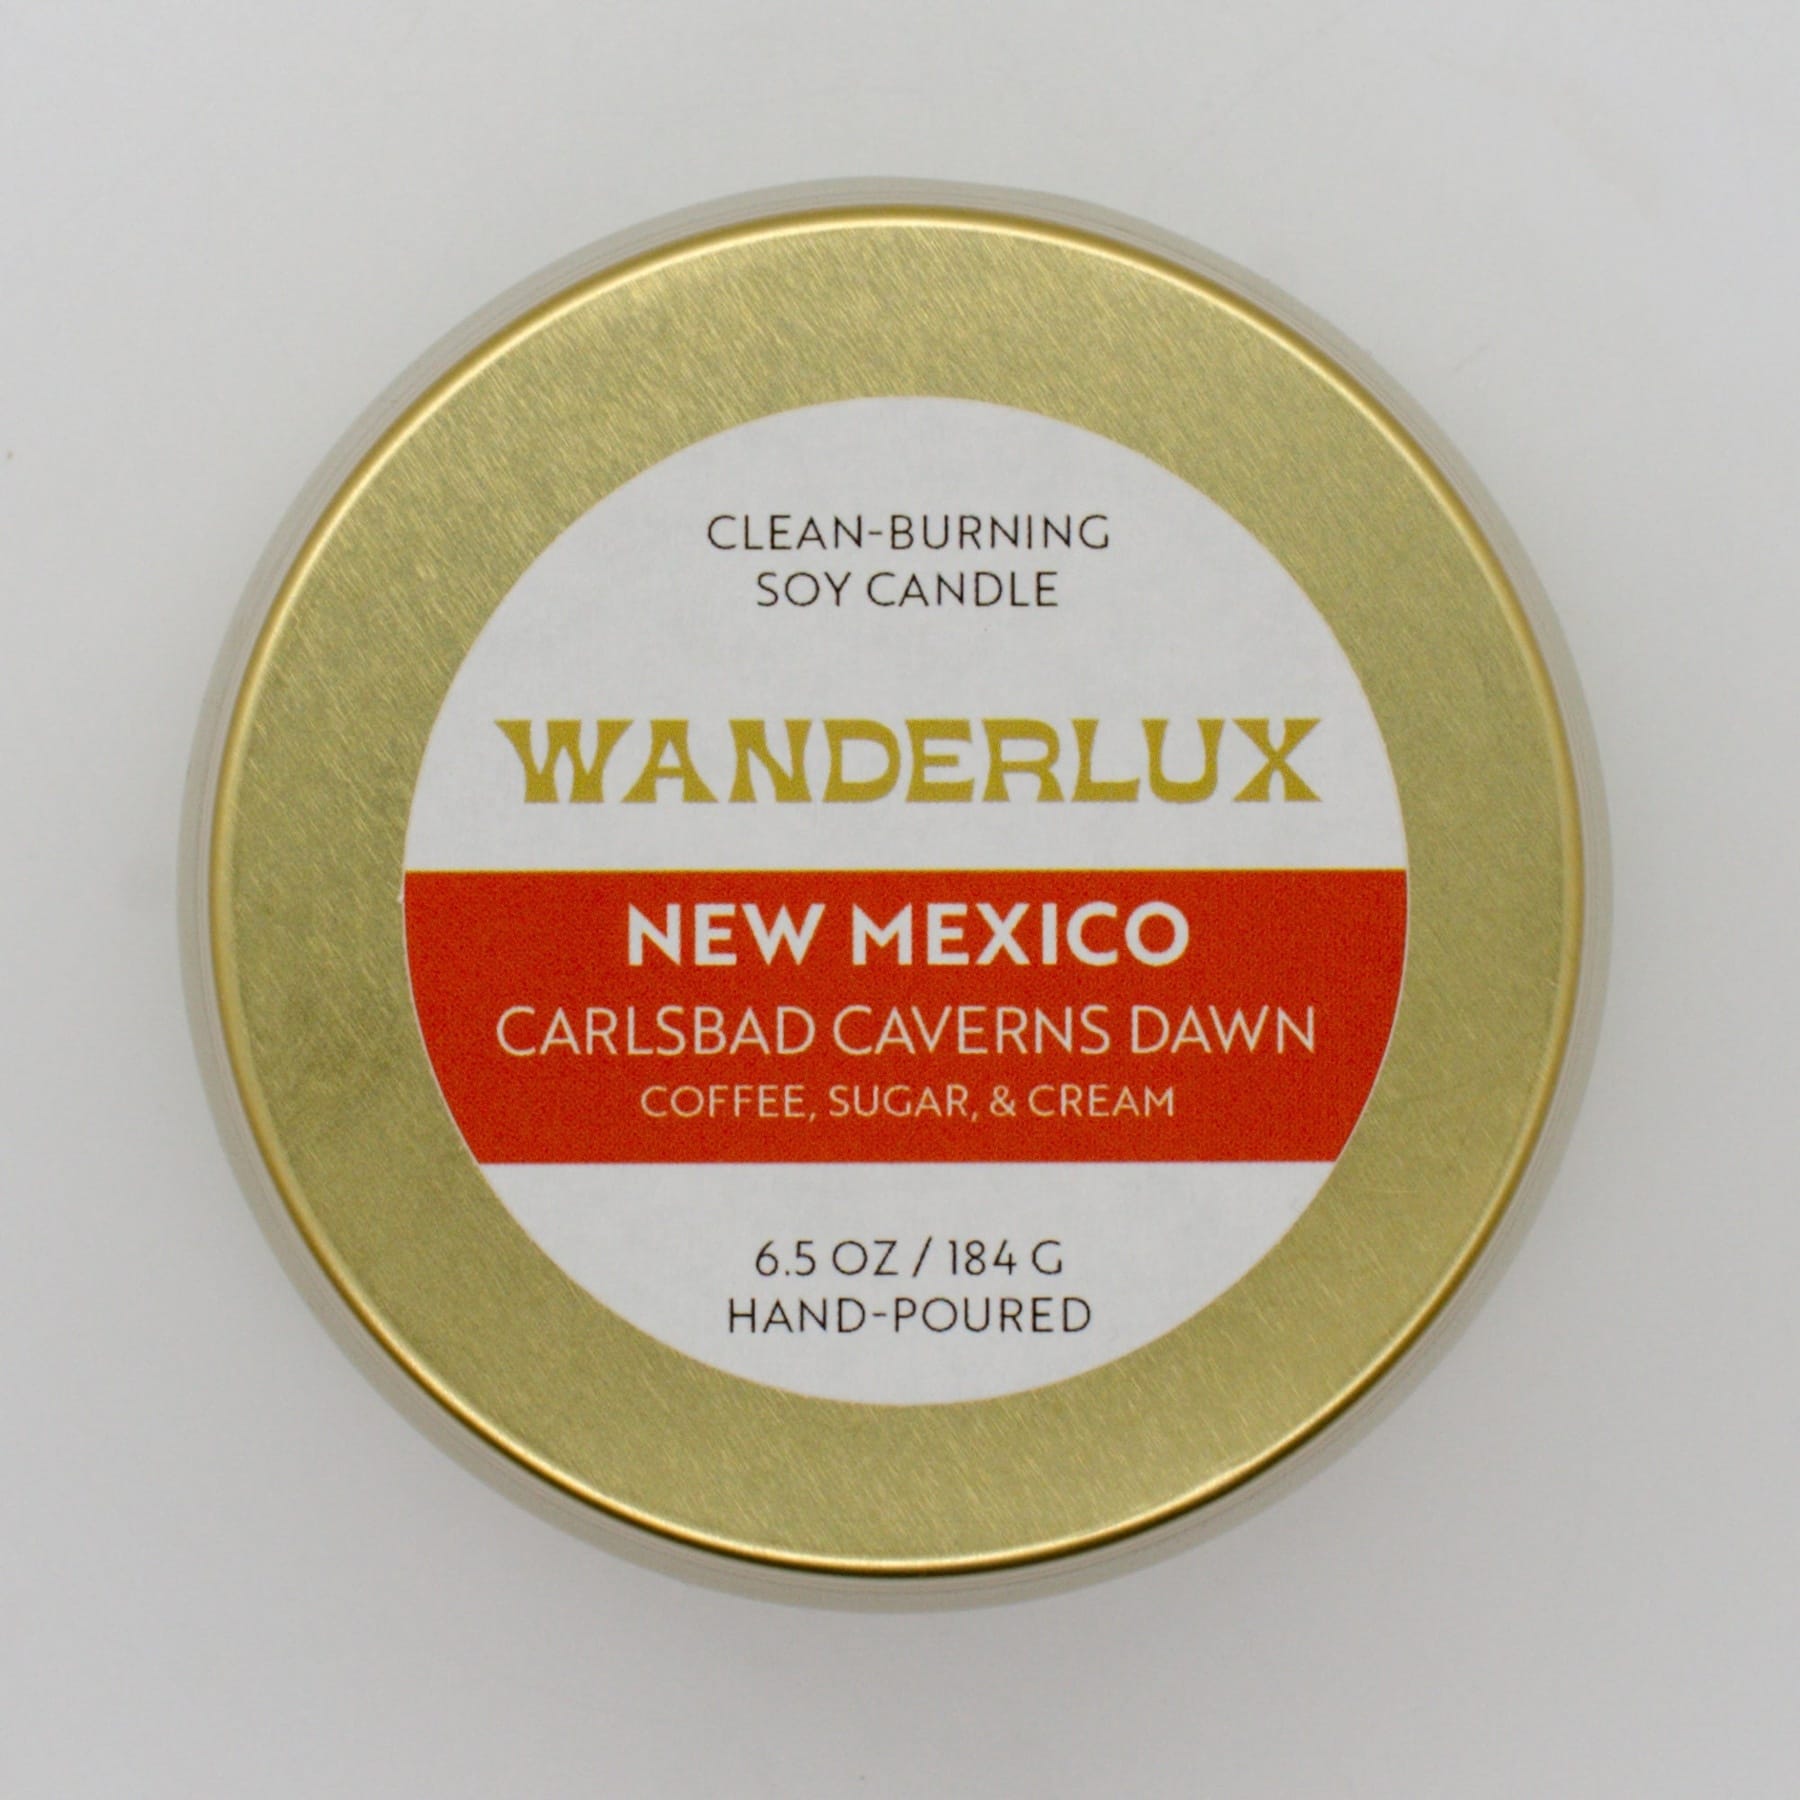 CLEAN-BURNING
SOY CANDLE
WANDERLUX
NEW MEXICO
CARLSBAD CAVERNS DAWN
COFFEE, SUGAR, & CREAM
6.5 OZ / 184 G
HAND-POURED